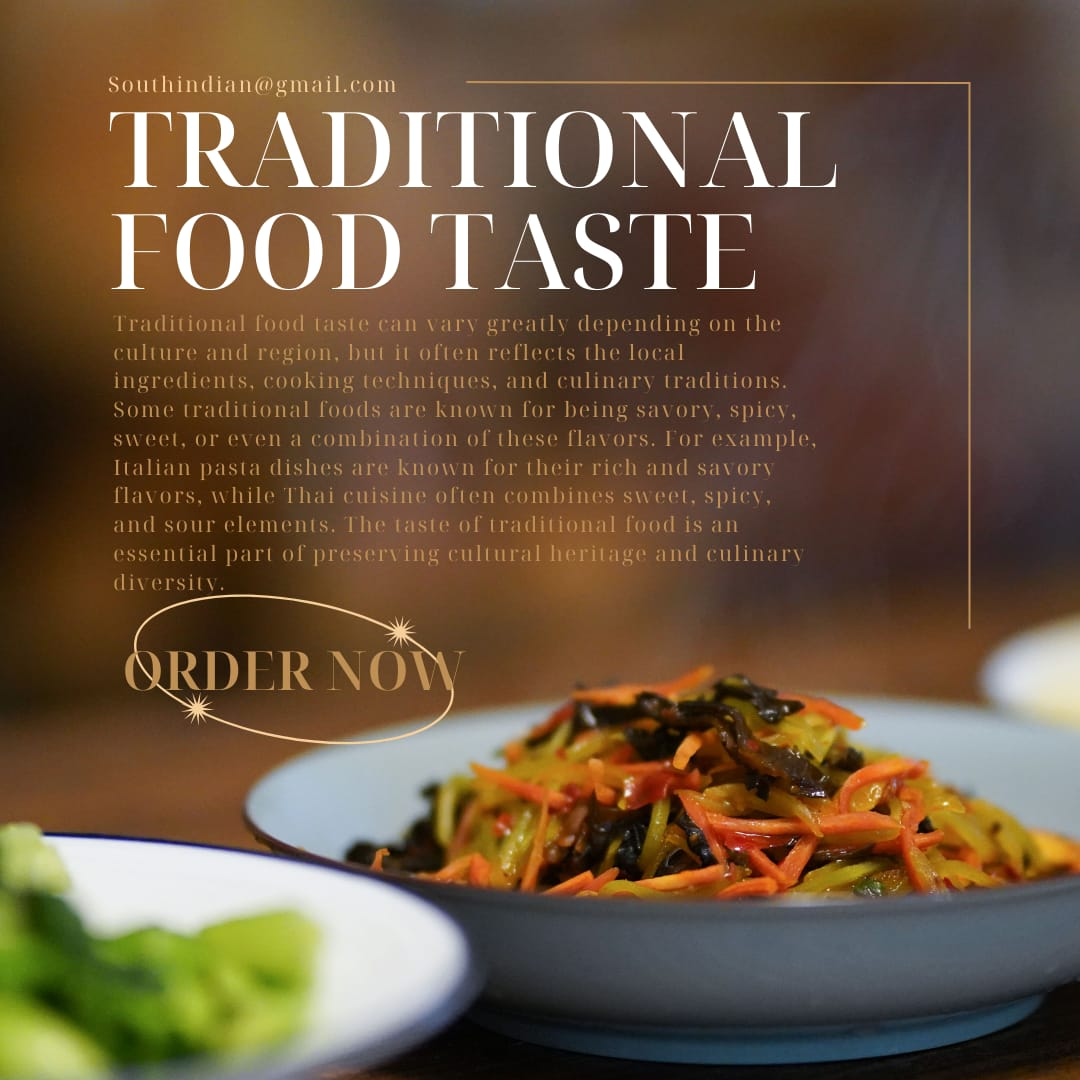 Southindian@gmail.com
TRADITIONAL
FOOD TASTE
Traditional food taste can vary greatly depending on the
culture and region, but it often reflects the local
ingredients, cooking techniques, and culinary traditions.
Some traditional foods are known for being savory, spicy,
sweet, or even a combination of these flavors. For example,
Italian pasta dishes are known for their rich and savory
flavors, while Thai cuisine often combines sweet, spicy,
and sour elements. The taste of traditional food is an
essential part of preserving cultural heritage and culinary
diversity.
ORDER NOW